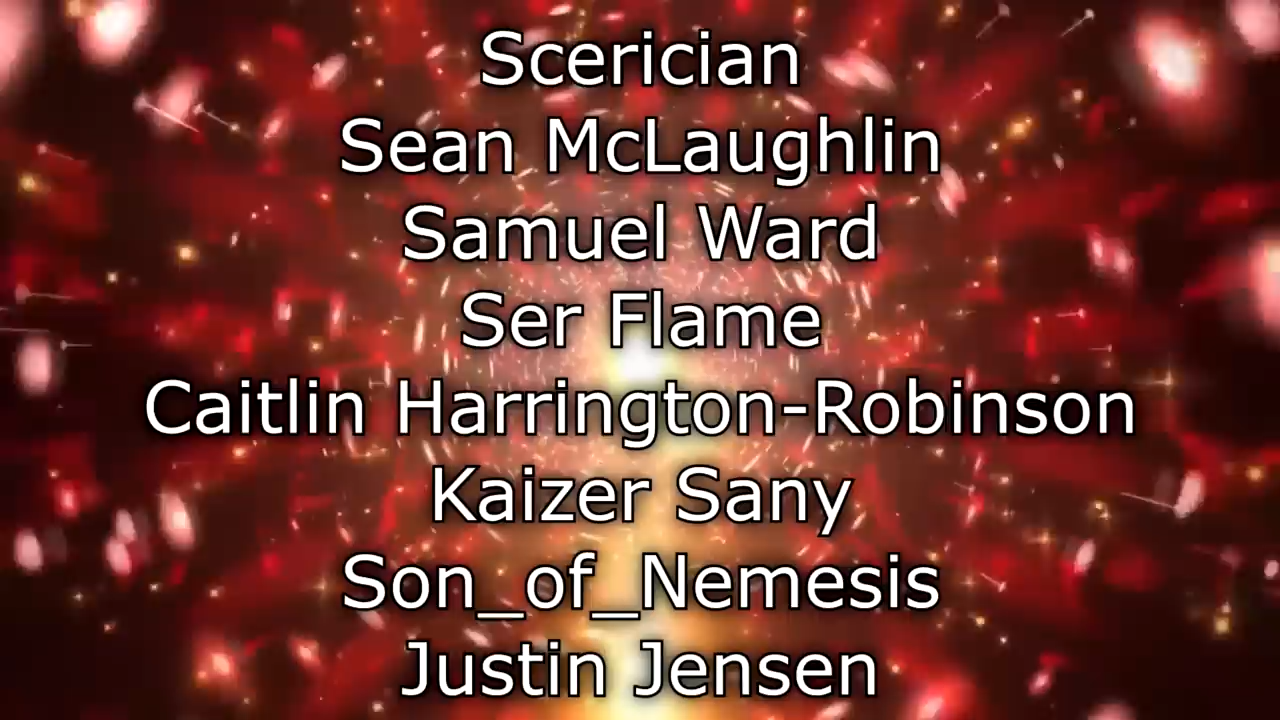 Scerician
Sean McLaughlin
Samuel Ward
Ser Flame
Caitlin Harrington-Robinson
Kaizer Sany
Son_of_Nemesis
Justin Jensen